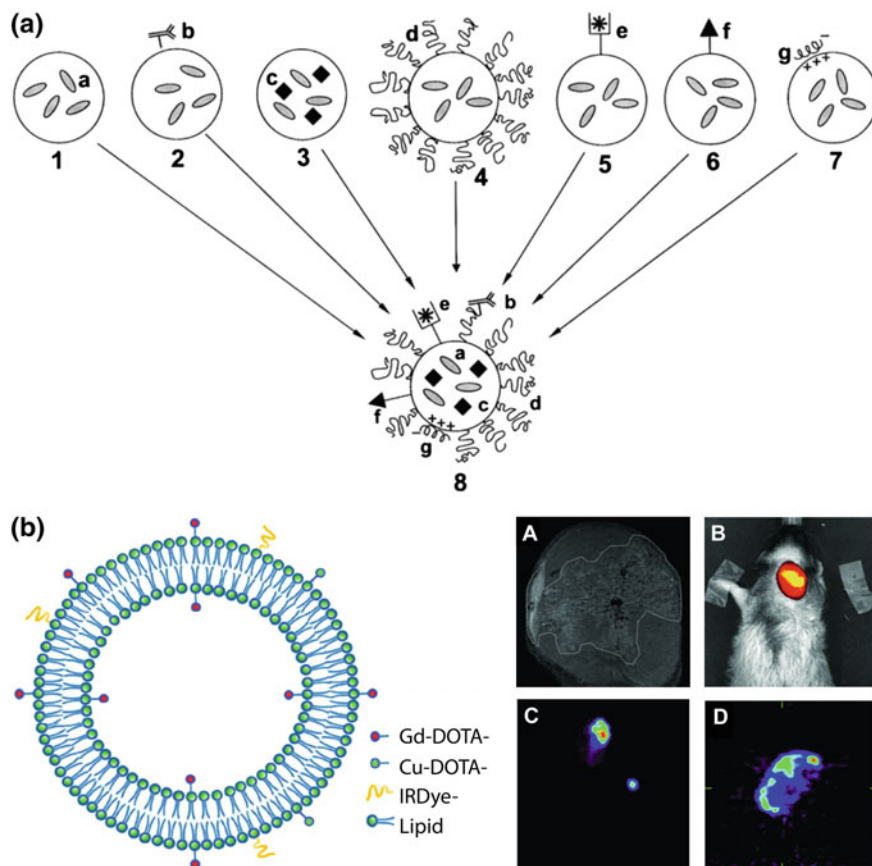 (a)
b
d
e
f
g
a
c
+++
−
1
2
3
4
5
6
7
e
b
a
f
c
d
+++
−
g
8
(b)
A
B
Gd-DOTA-
Cu-DOTA-
IRDye-
Lipid
C
D